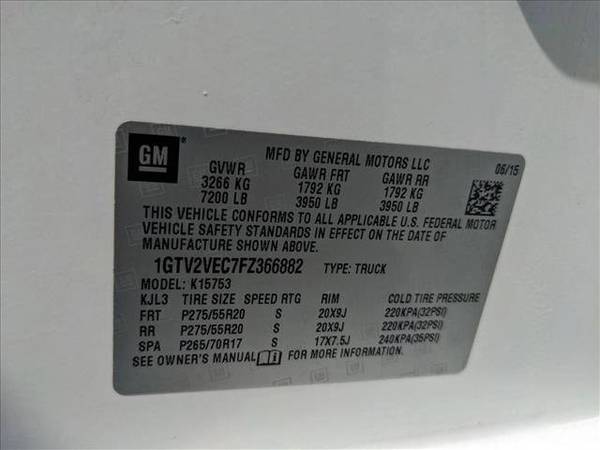 GM
MFD BY GENERAL MOTORS LLC 06/15
GVWR GAWR FRT GAWR RR
3266 KG 1792 KG 1792 KG
7200 LB 3950 LB 3950 LB
THIS VEHICLE CONFORMS TO ALL APPLICABLE U.S. FEDERAL MOTOR
VEHICLE SAFETY STANDARDS IN EFFECT ON THE DATE OF
MANUFACTURE SHOWN ABOVE.
1GTV2VEC7FZ366882 TYPE: TRUCK
MODEL: K15753
KJL3 TIRE SIZE SPEED RTG RIM COLD TIRE PRESSURE
FRT P275/55R20 S 20X9J 220KPA(32PSI)
RR P275/55R20 S 20X9J 220KPA(32PSI)
SPA P265/70R17 S 17X7.5J 240KPA(35PSI)
SEE OWNER'S MANUAL FOR MORE INFORMATION.